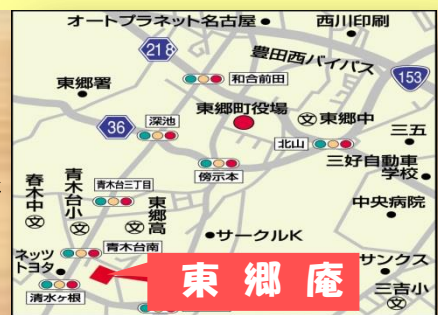 オートプラネット名古屋
西川印刷
218
豊田西バイパス
和合前田
153
東郷署
東郷町役場
36
深池
文 東郷中
三五
北山
三好自動車学校
傍示本
青木台三丁目
春木中
文
青木台小
文
東郷高
文
中央病院
サークルK
青木台南
ネッツトヨタ
サンクス
東郷庵
清水ヶ根
三吉小
文